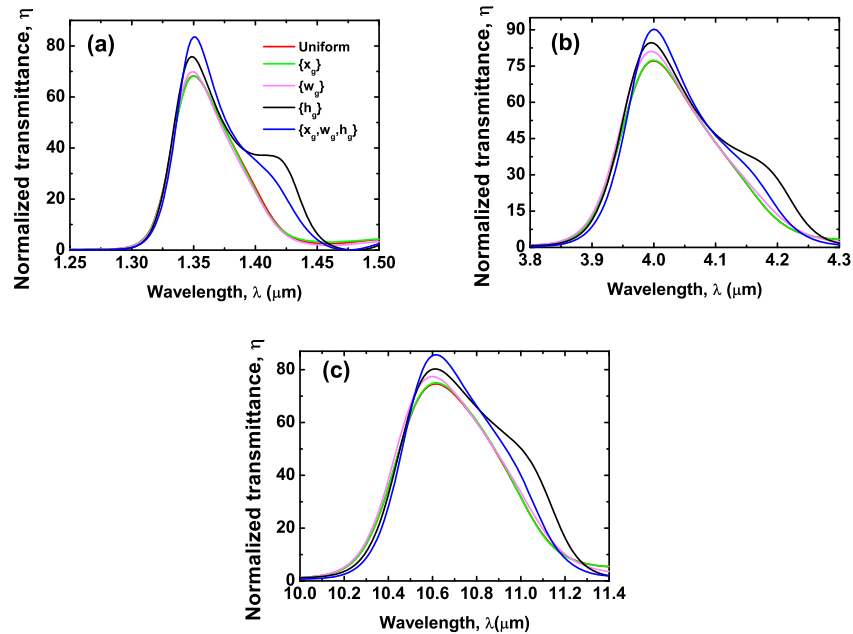 (a)
Uniform
{x_g}
{w_g}
{h_g}
{x_g,w_g,h_g}
Normalized transmittance, η
80
60
40
20
0
1.25 1.30 1.35 1.40 1.45 1.50
Wavelength, λ (μm)
(b)
Normalized transmittance, η
90
75
60
45
30
15
0
3.8 3.9 4.0 4.1 4.2 4.3
Wavelength, λ (μm)
(c)
Normalized transmittance, η
80
60
40
20
0
10.0 10.2 10.4 10.6 10.8 11.0 11.2 11.4
Wavelength, λ(μm)